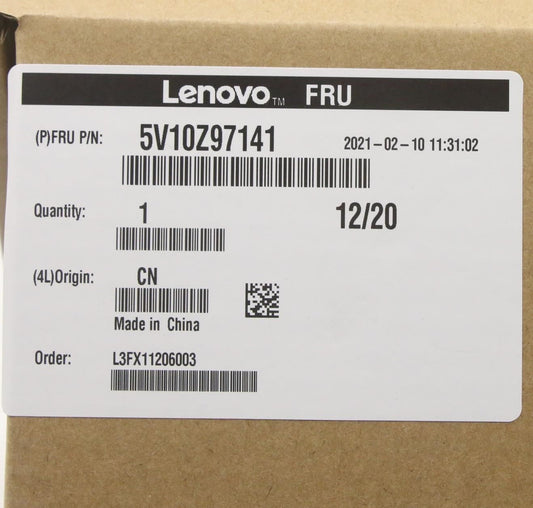 Lenovo™ FRU
(P)FRU P/N: 5V10Z97141 2021-02-10 11:31:02
Quantity: 1 12/20
(4L)Origin: CN
Made in China
Order: L3FX11206003